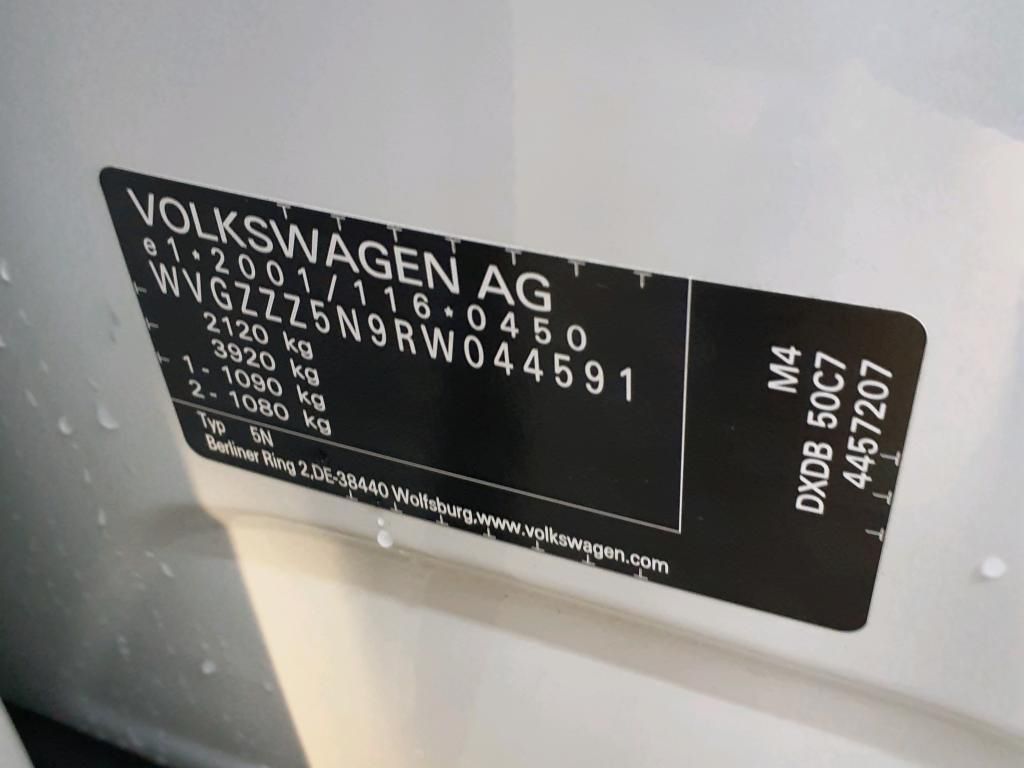 VOLKSWAGEN AG
e1*2001/116*0450
WVGZZZ5N9RW044591
2120 kg
3920 kg
1 - 1090 kg
2 - 1080 kg
Typ 5N
Berliner Ring 2,DE-38440 Wolfsburg,www.volkswagen.com
M4
DXDB 50C7
4457207